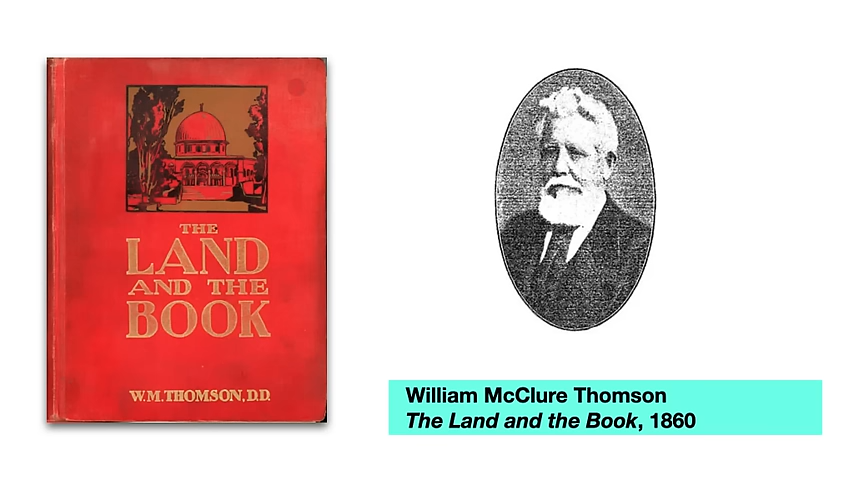 THE
LAND
AND THE
BOOK
W.M. THOMSON, D.D.
William McClure Thomson
The Land and the Book, 1860